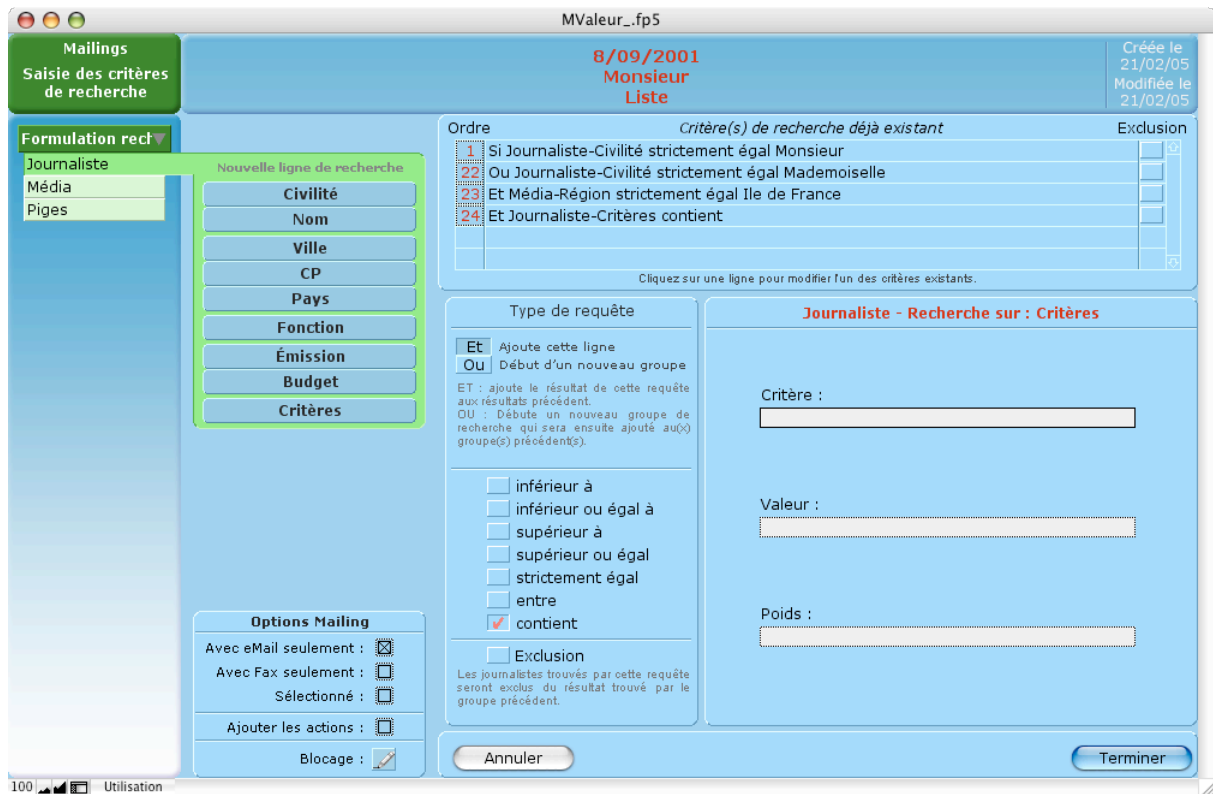 MValeur_.fp5
Mailings
Saisie des critères
de recherche
8/09/2001
Monsieur
Liste
Créée le
21/02/05
Modifiée le
21/02/05
Formulation rech
Journaliste
Média
Piges
Nouvelle ligne de recherche
Civilité
Nom
Ville
CP
Pays
Fonction
Émission
Budget
Critères
Options Mailing
Avec eMail seulement :
Avec Fax seulement :
Sélectionné :
Ajouter les actions :
Blocage :
Ordre Critère(s) de recherche déjà existant Exclusion
1 Si Journaliste-Civilité strictement égal Monsieur
22 Ou Journaliste-Civilité strictement égal Mademoiselle
23 Et Média-Région strictement égal Ile de France
24 Et Journaliste-Critères contient
Cliquez sur une ligne pour modifier l'un des critères existants.
Type de requête
Et Ajoute cette ligne
Ou Début d'un nouveau groupe
ET : ajoute le résultat de cette requête
aux résultats précédent.
OU : Débute un nouveau groupe de
recherche qui sera ensuite ajouté au(x)
groupe(s) précédent(s).
inférieur à
inférieur ou égal à
supérieur à
supérieur ou égal
strictement égal
entre
contient
Exclusion
Les journalistes trouvés par cette requête
seront exclus du résultat trouvé par le
groupe précédent.
Journaliste - Recherche sur : Critères
Critère :
Valeur :
Poids :
Annuler
Terminer
100 Utilisation